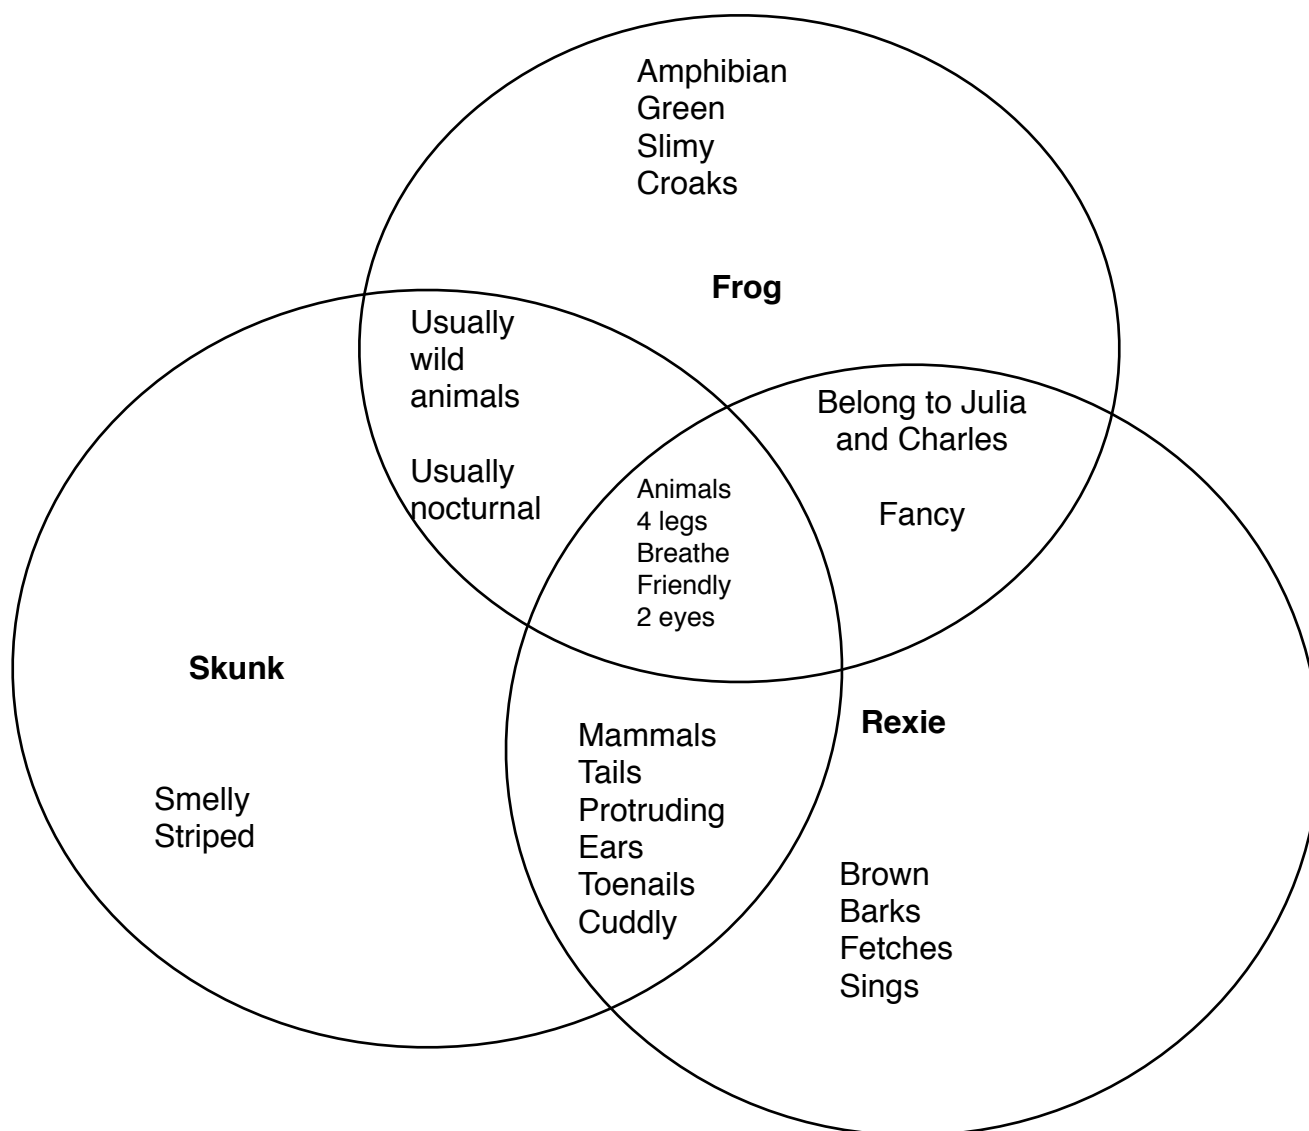 Amphibian
Green
Slimy
Croaks
Frog
Usually
wild
animals
Usually
nocturnal
Belong to Julia
and Charles
Fancy
Animals
4 legs
Breathe
Friendly
2 eyes
Skunk
Smelly
Striped
Mammals
Tails
Protruding
Ears
Toenails
Cuddly
Rexie
Brown
Barks
Fetches
Sings